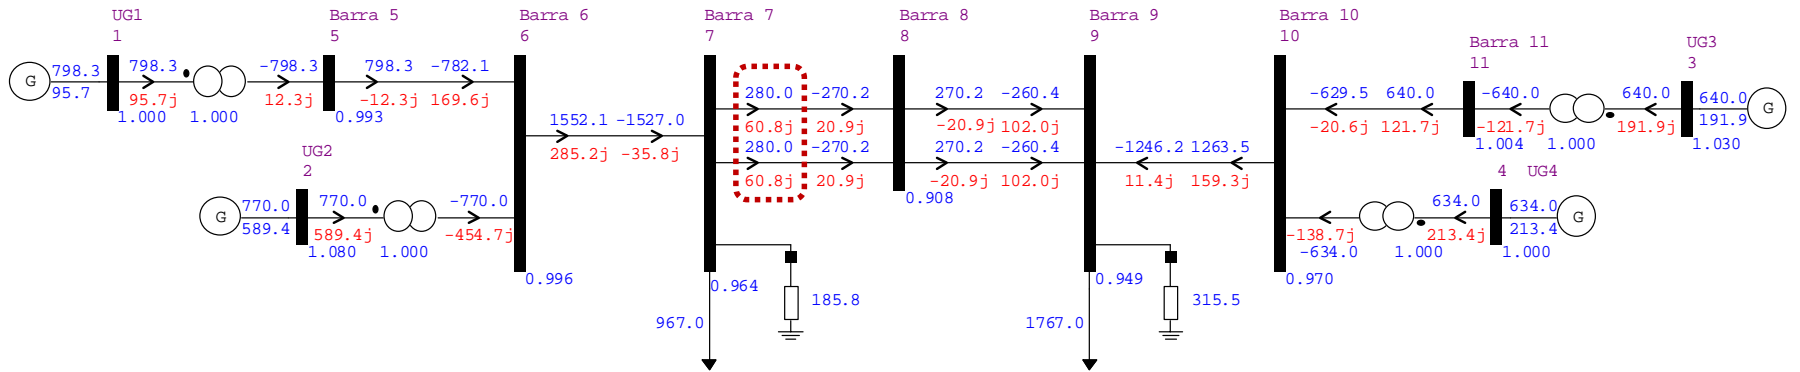 UG1
1
Barra 5
5
Barra 6
6
Barra 7
7
Barra 8
8
Barra 9
9
Barra 10
10
Barra 11
11
UG3
3
G
798.3
95.7
798.3
95.7j
1.000
1.000
-798.3
12.3j
0.993
798.3
-12.3j
-782.1
169.6j
UG2
2
G
770.0
589.4
770.0
589.4j
1.080
1.000
-770.0
-454.7j
0.996
1552.1
285.2j
-1527.0
-35.8j
280.0
60.8j
-270.2
20.9j
280.0
60.8j
-270.2
20.9j
0.964
185.8
967.0
270.2
-20.9j
-260.4
102.0j
270.2
-20.9j
-260.4
102.0j
0.908
-1246.2
11.4j
1263.5
159.3j
0.949
315.5
1767.0
-629.5
-20.6j
640.0
121.7j
-640.0
-121.7j
1.004
1.000
640.0
191.9j
640.0
191.9
1.030
G
4
UG4
-138.7j
-634.0
1.000
634.0
213.4j
634.0
213.4
1.000
G
0.970